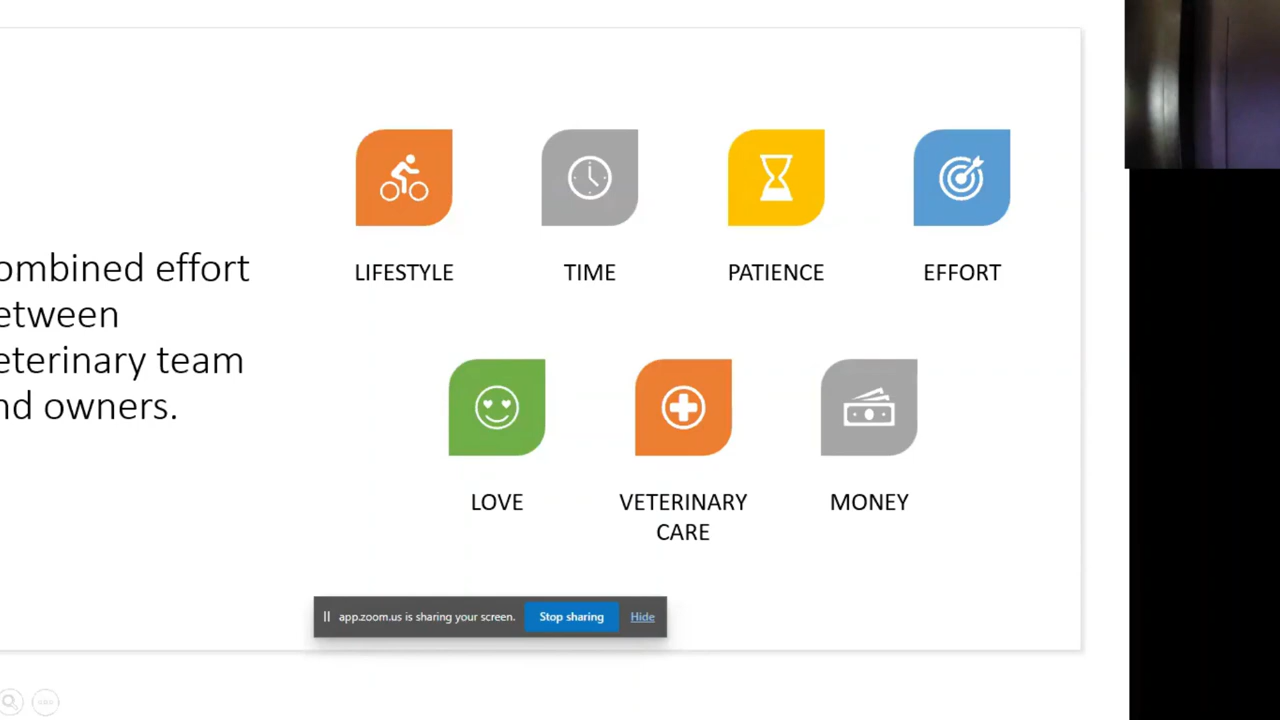 ombined effort
etween
eterinary team
nd owners.
LIFESTYLE
TIME
PATIENCE
EFFORT
LOVE
VETERINARY
CARE
MONEY
app.zoom.us is sharing your screen.
Stop sharing
Hide